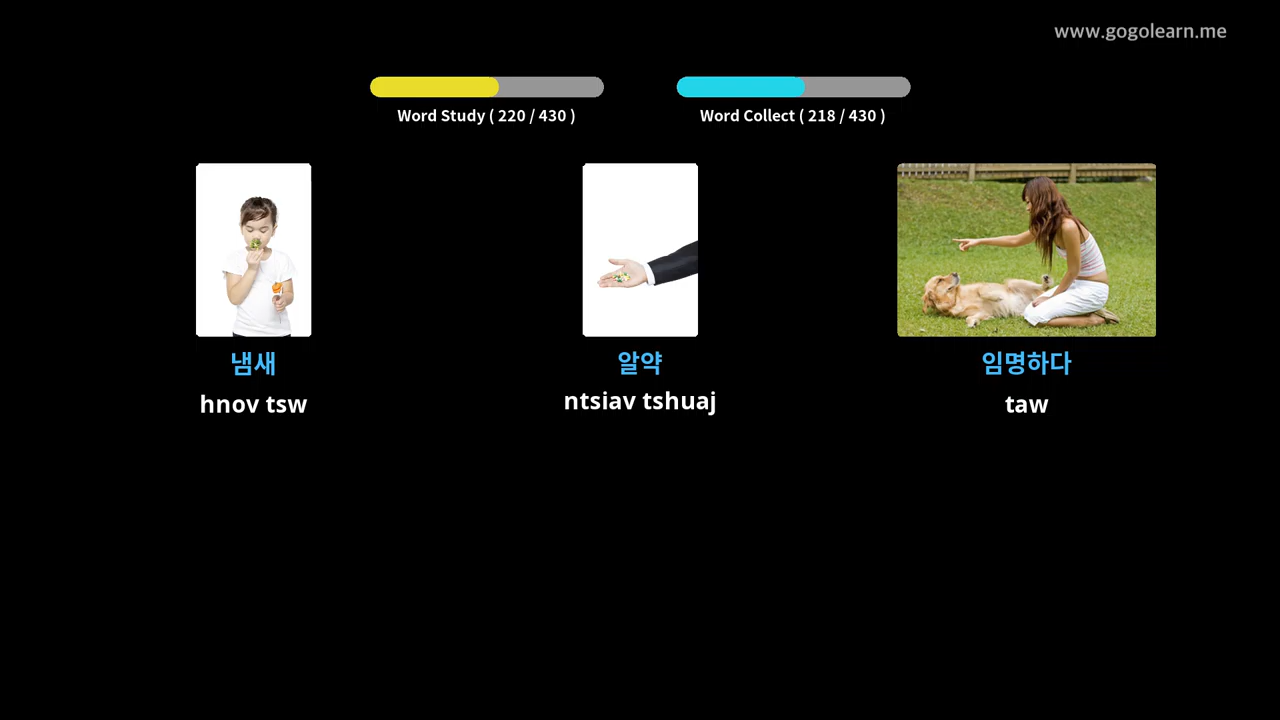 www.gogolearn.me
Word Study ( 220 / 430 )
Word Collect ( 218 / 430 )
냄새
hnov tsw
알약
ntsiav tshuaj
임명하다
taw